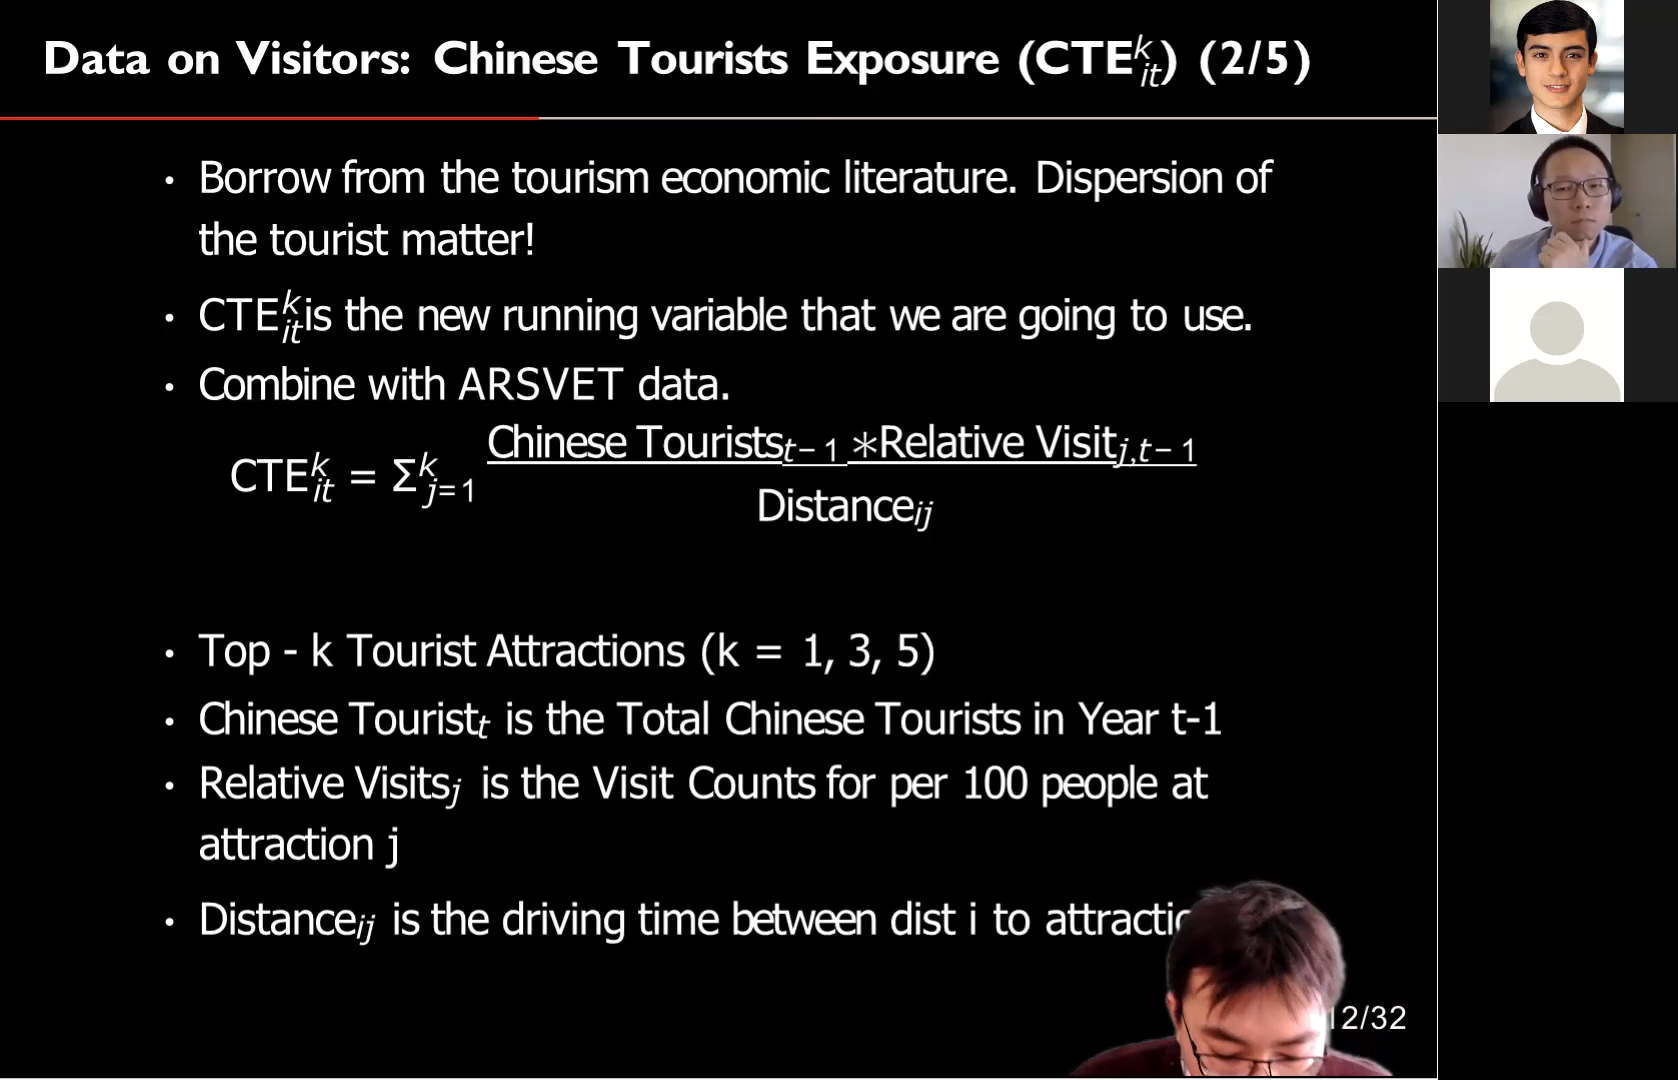 Data on Visitors: Chinese Tourists Exposure (CTE^k_it) (2/5)
• Borrow from the tourism economic literature. Dispersion of
the tourist matter!
• CTE^k_it is the new running variable that we are going to use.
• Combine with ARSVET data.
CTE^k_it = Σ^k_j=1 Chinese Tourists_t−1 *Relative Visit_j,t−1
Distance_ij
• Top - k Tourist Attractions (k = 1, 3, 5)
• Chinese Tourist_t is the Total Chinese Tourists in Year t-1
• Relative Visits_j is the Visit Counts for per 100 people at
attraction j
• Distance_ij is the driving time between dist i to
12/32